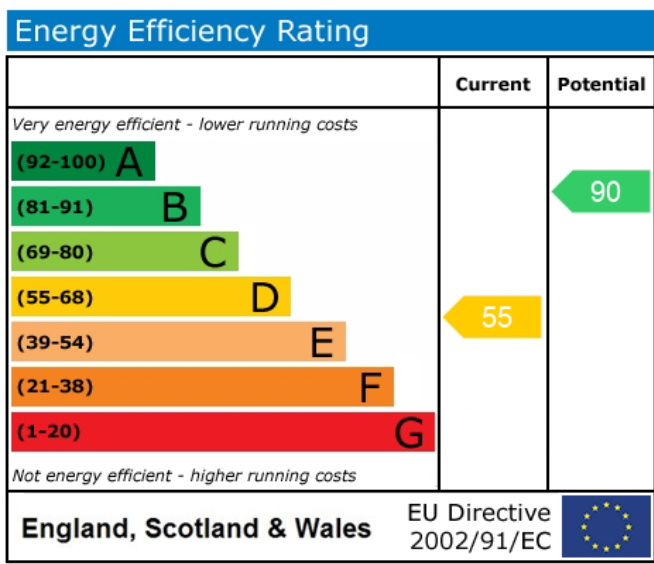 Energy Efficiency Rating
Current Potential
Very energy efficient - lower running costs
(92-100) A
(81-91) B
90
(69-80) C
(55-68) D
55
(39-54) E
(21-38) F
(1-20) G
Not energy efficient - higher running costs
England, Scotland & Wales
EU Directive
2002/91/EC